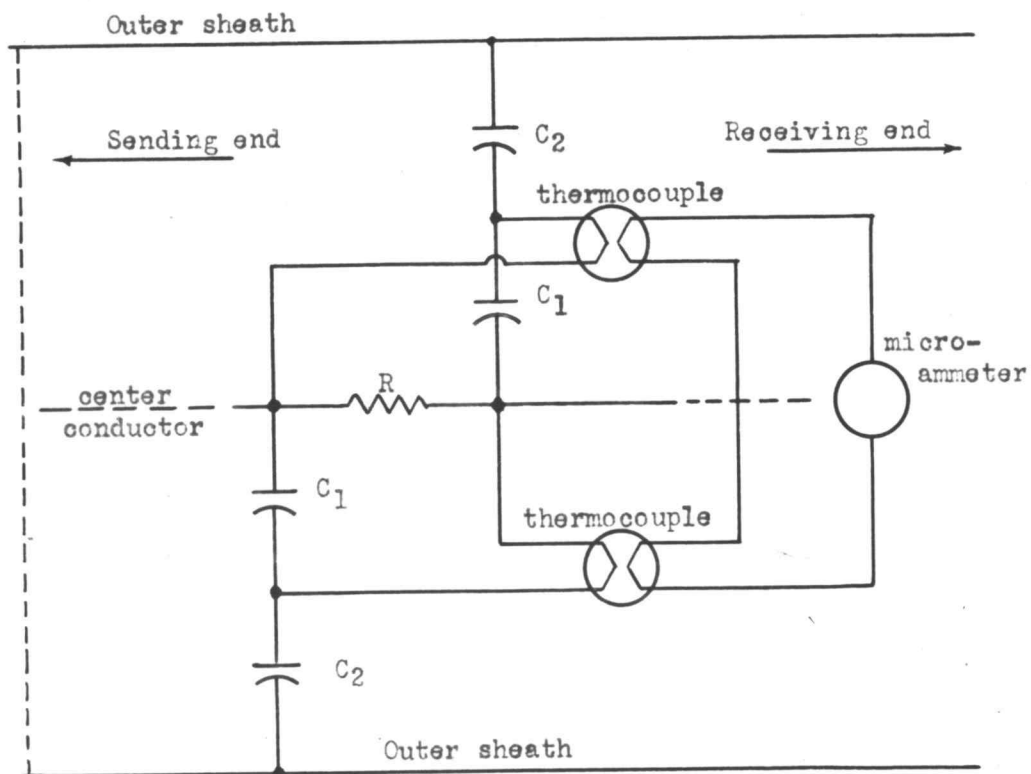 Outer sheath
Sending end
C2
Receiving end
thermocouple
C1
micro-
ammeter
R
center
conductor
C1
thermocouple
C2
Outer sheath